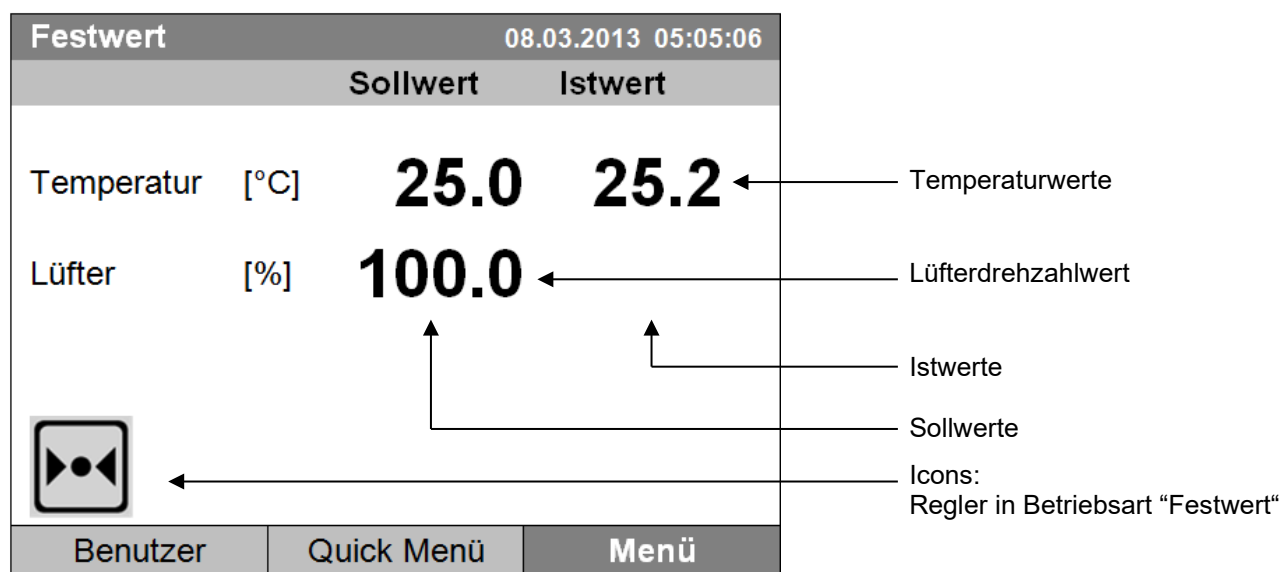 Festwert 08.03.2013 05:05:06
Sollwert Istwert
Temperatur [°C] 25.0 25.2
Temperaturwerte
Lüfter [%] 100.0
Lüfterdrehzahlwert
Istwerte
Sollwerte
Icons:
Regler in Betriebsart “Festwert“
Benutzer Quick Menü Menü